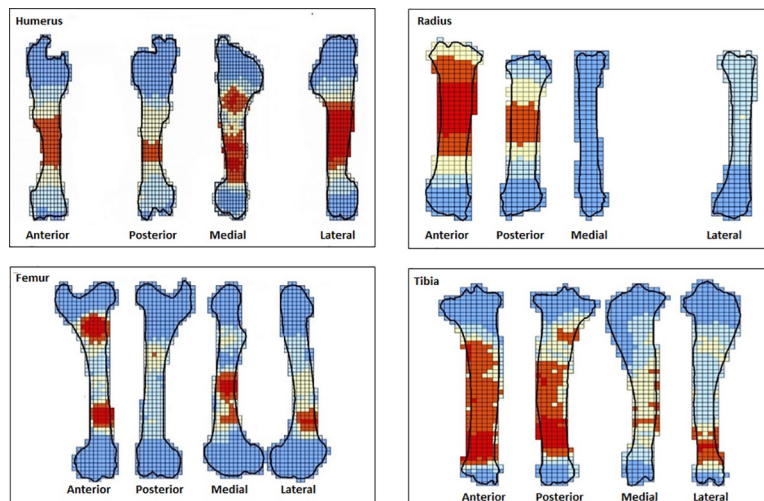 Humerus
Anterior Posterior Medial Lateral
Radius
Anterior Posterior Medial Lateral
Femur
Anterior Posterior Medial Lateral
Tibia
Anterior Posterior Medial Lateral